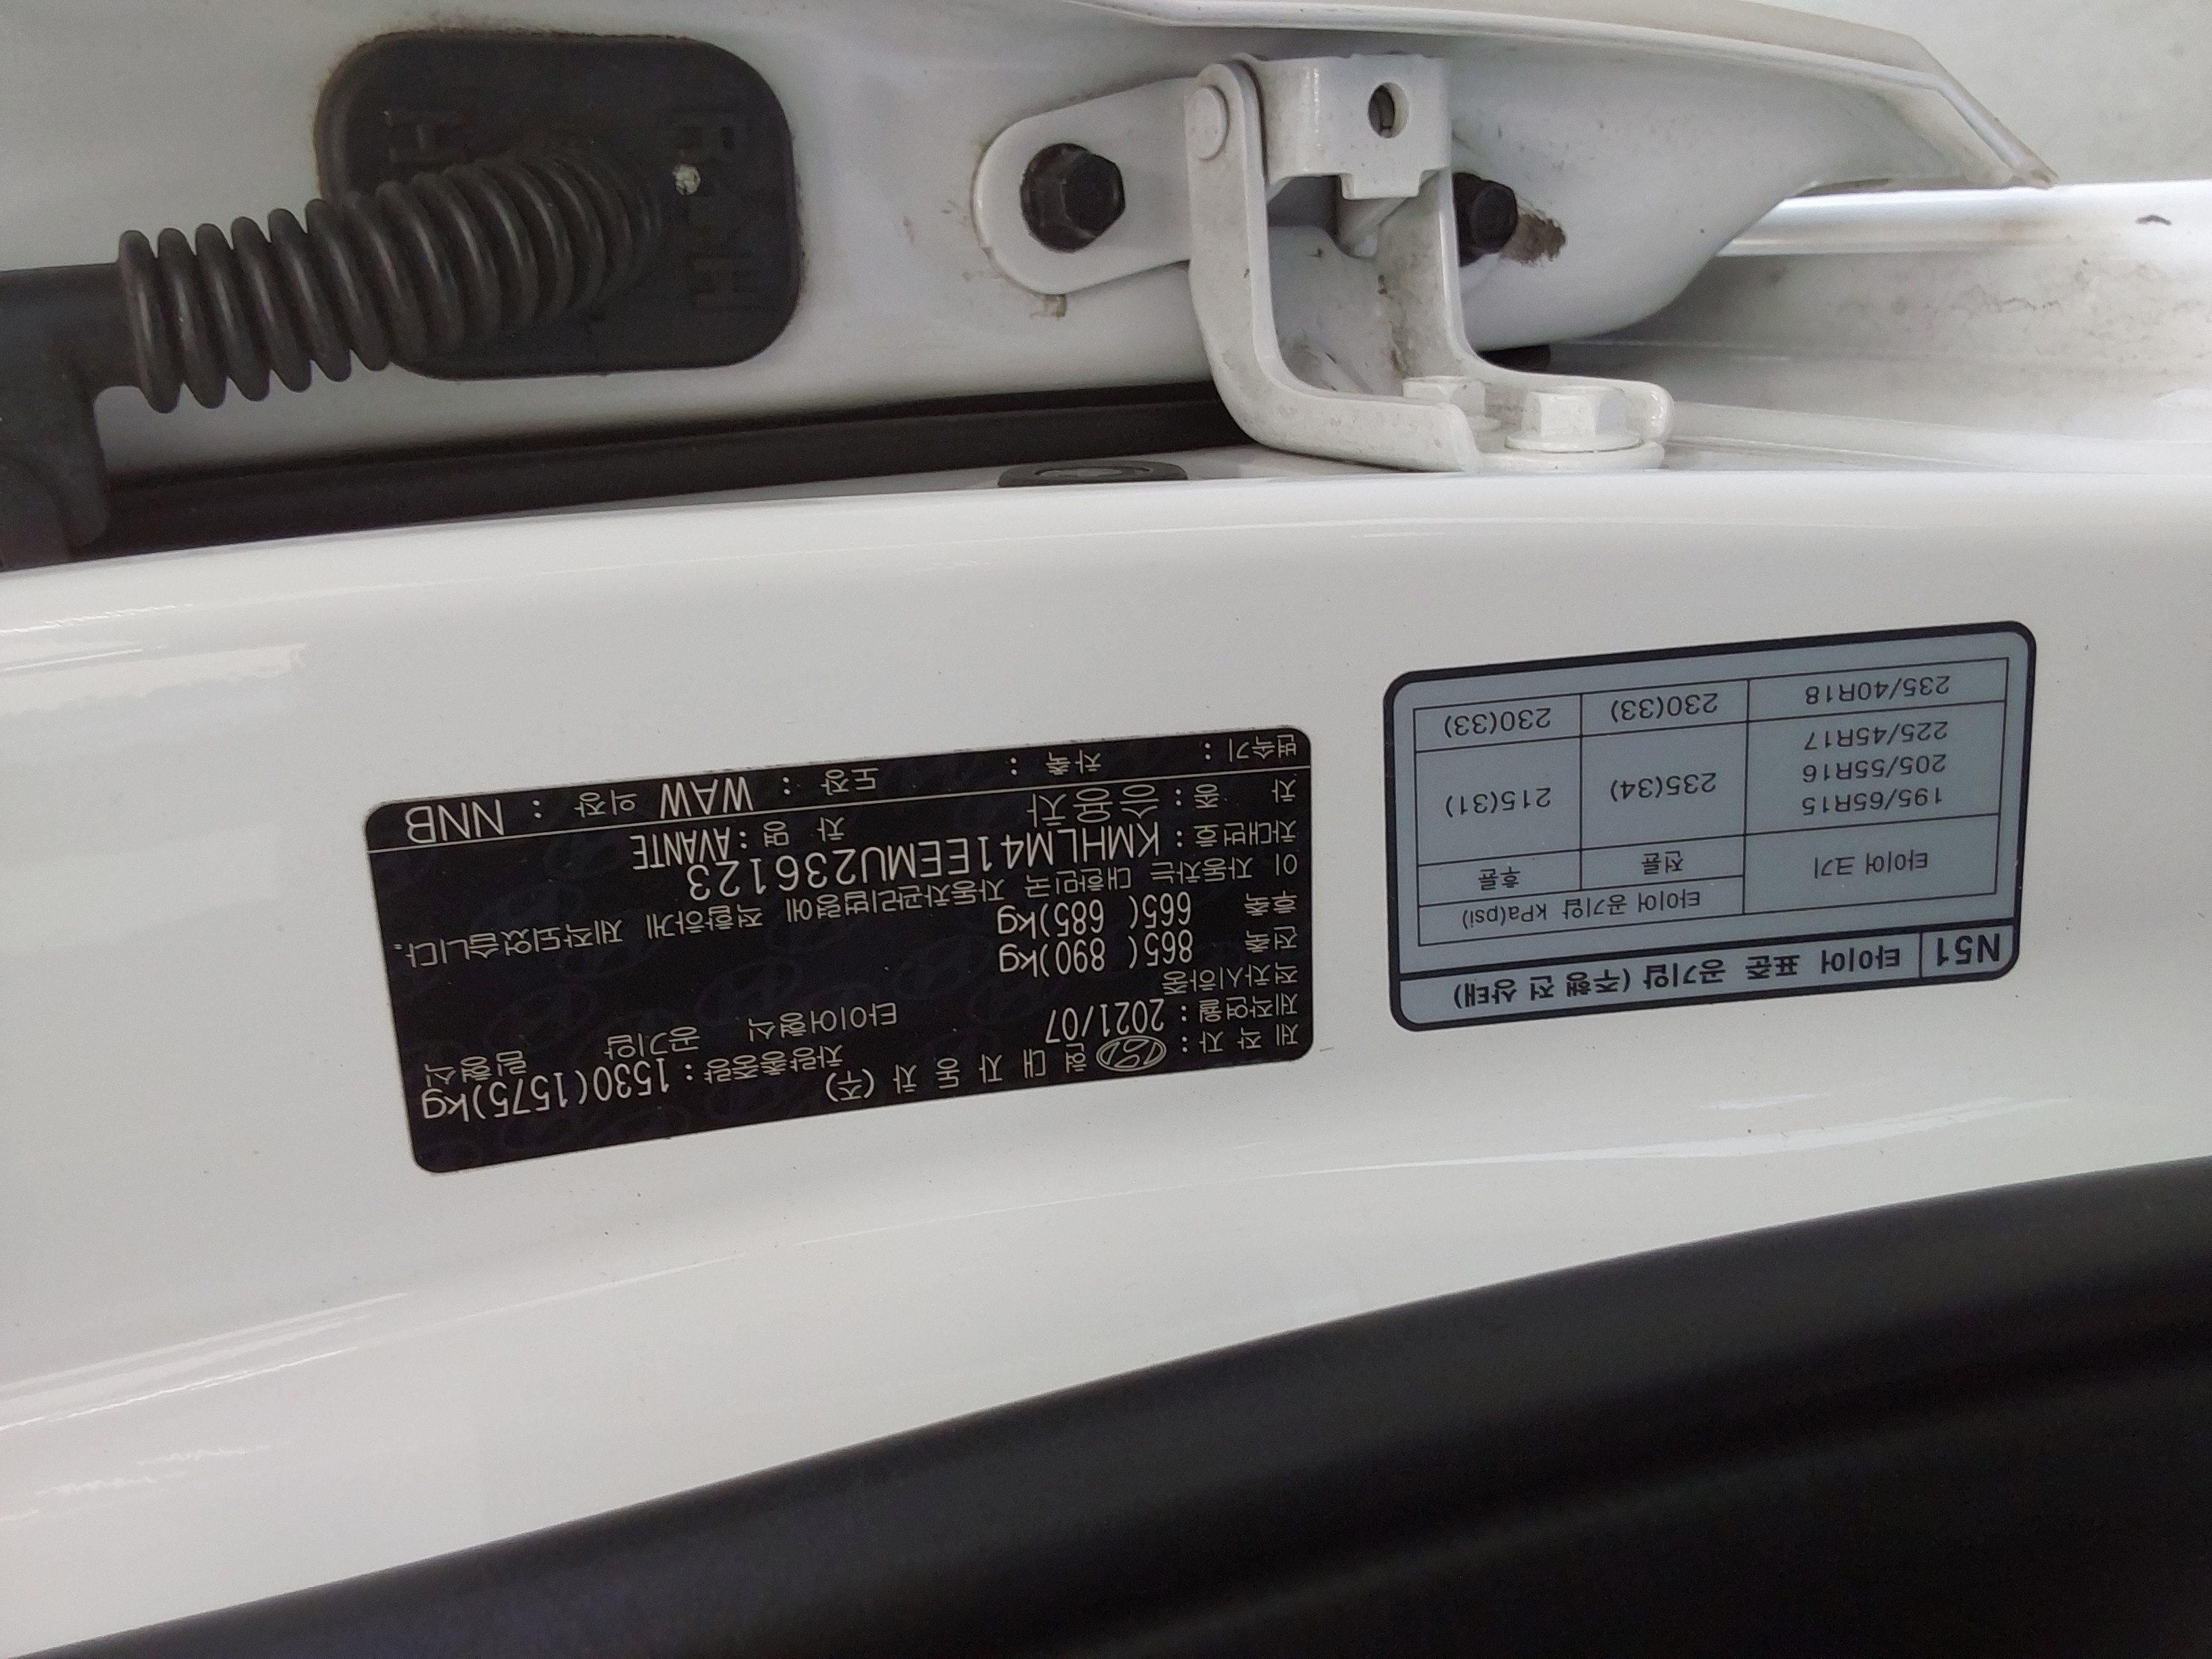 제 작 자 : 현 대 자 동 차 (주)
제작연월 : 2021/07 차량총중량 : 1530(1575)kg
적차시하중 타이어형식 공기압 림형식
전 축 865( 890)kg
후 축 665( 685)kg
이 자동차는 대한민국 자동차관리법령에 적합하게 제작되었습니다.
차대번호 : KMHLM41EEMU236123
차 종 : 승용차 차 명 : AVANTE
변속기 : 차축 : 도장 : WAW 의장 : NNB
N51 타이어 표준 공기압 (주행 전 상태)
타이어 크기 타이어 공기압 kPa(psi)
전륜 후륜
195/65R15
205/55R16 235(34) 215(31)
225/45R17
235/40R18 230(33) 230(33)